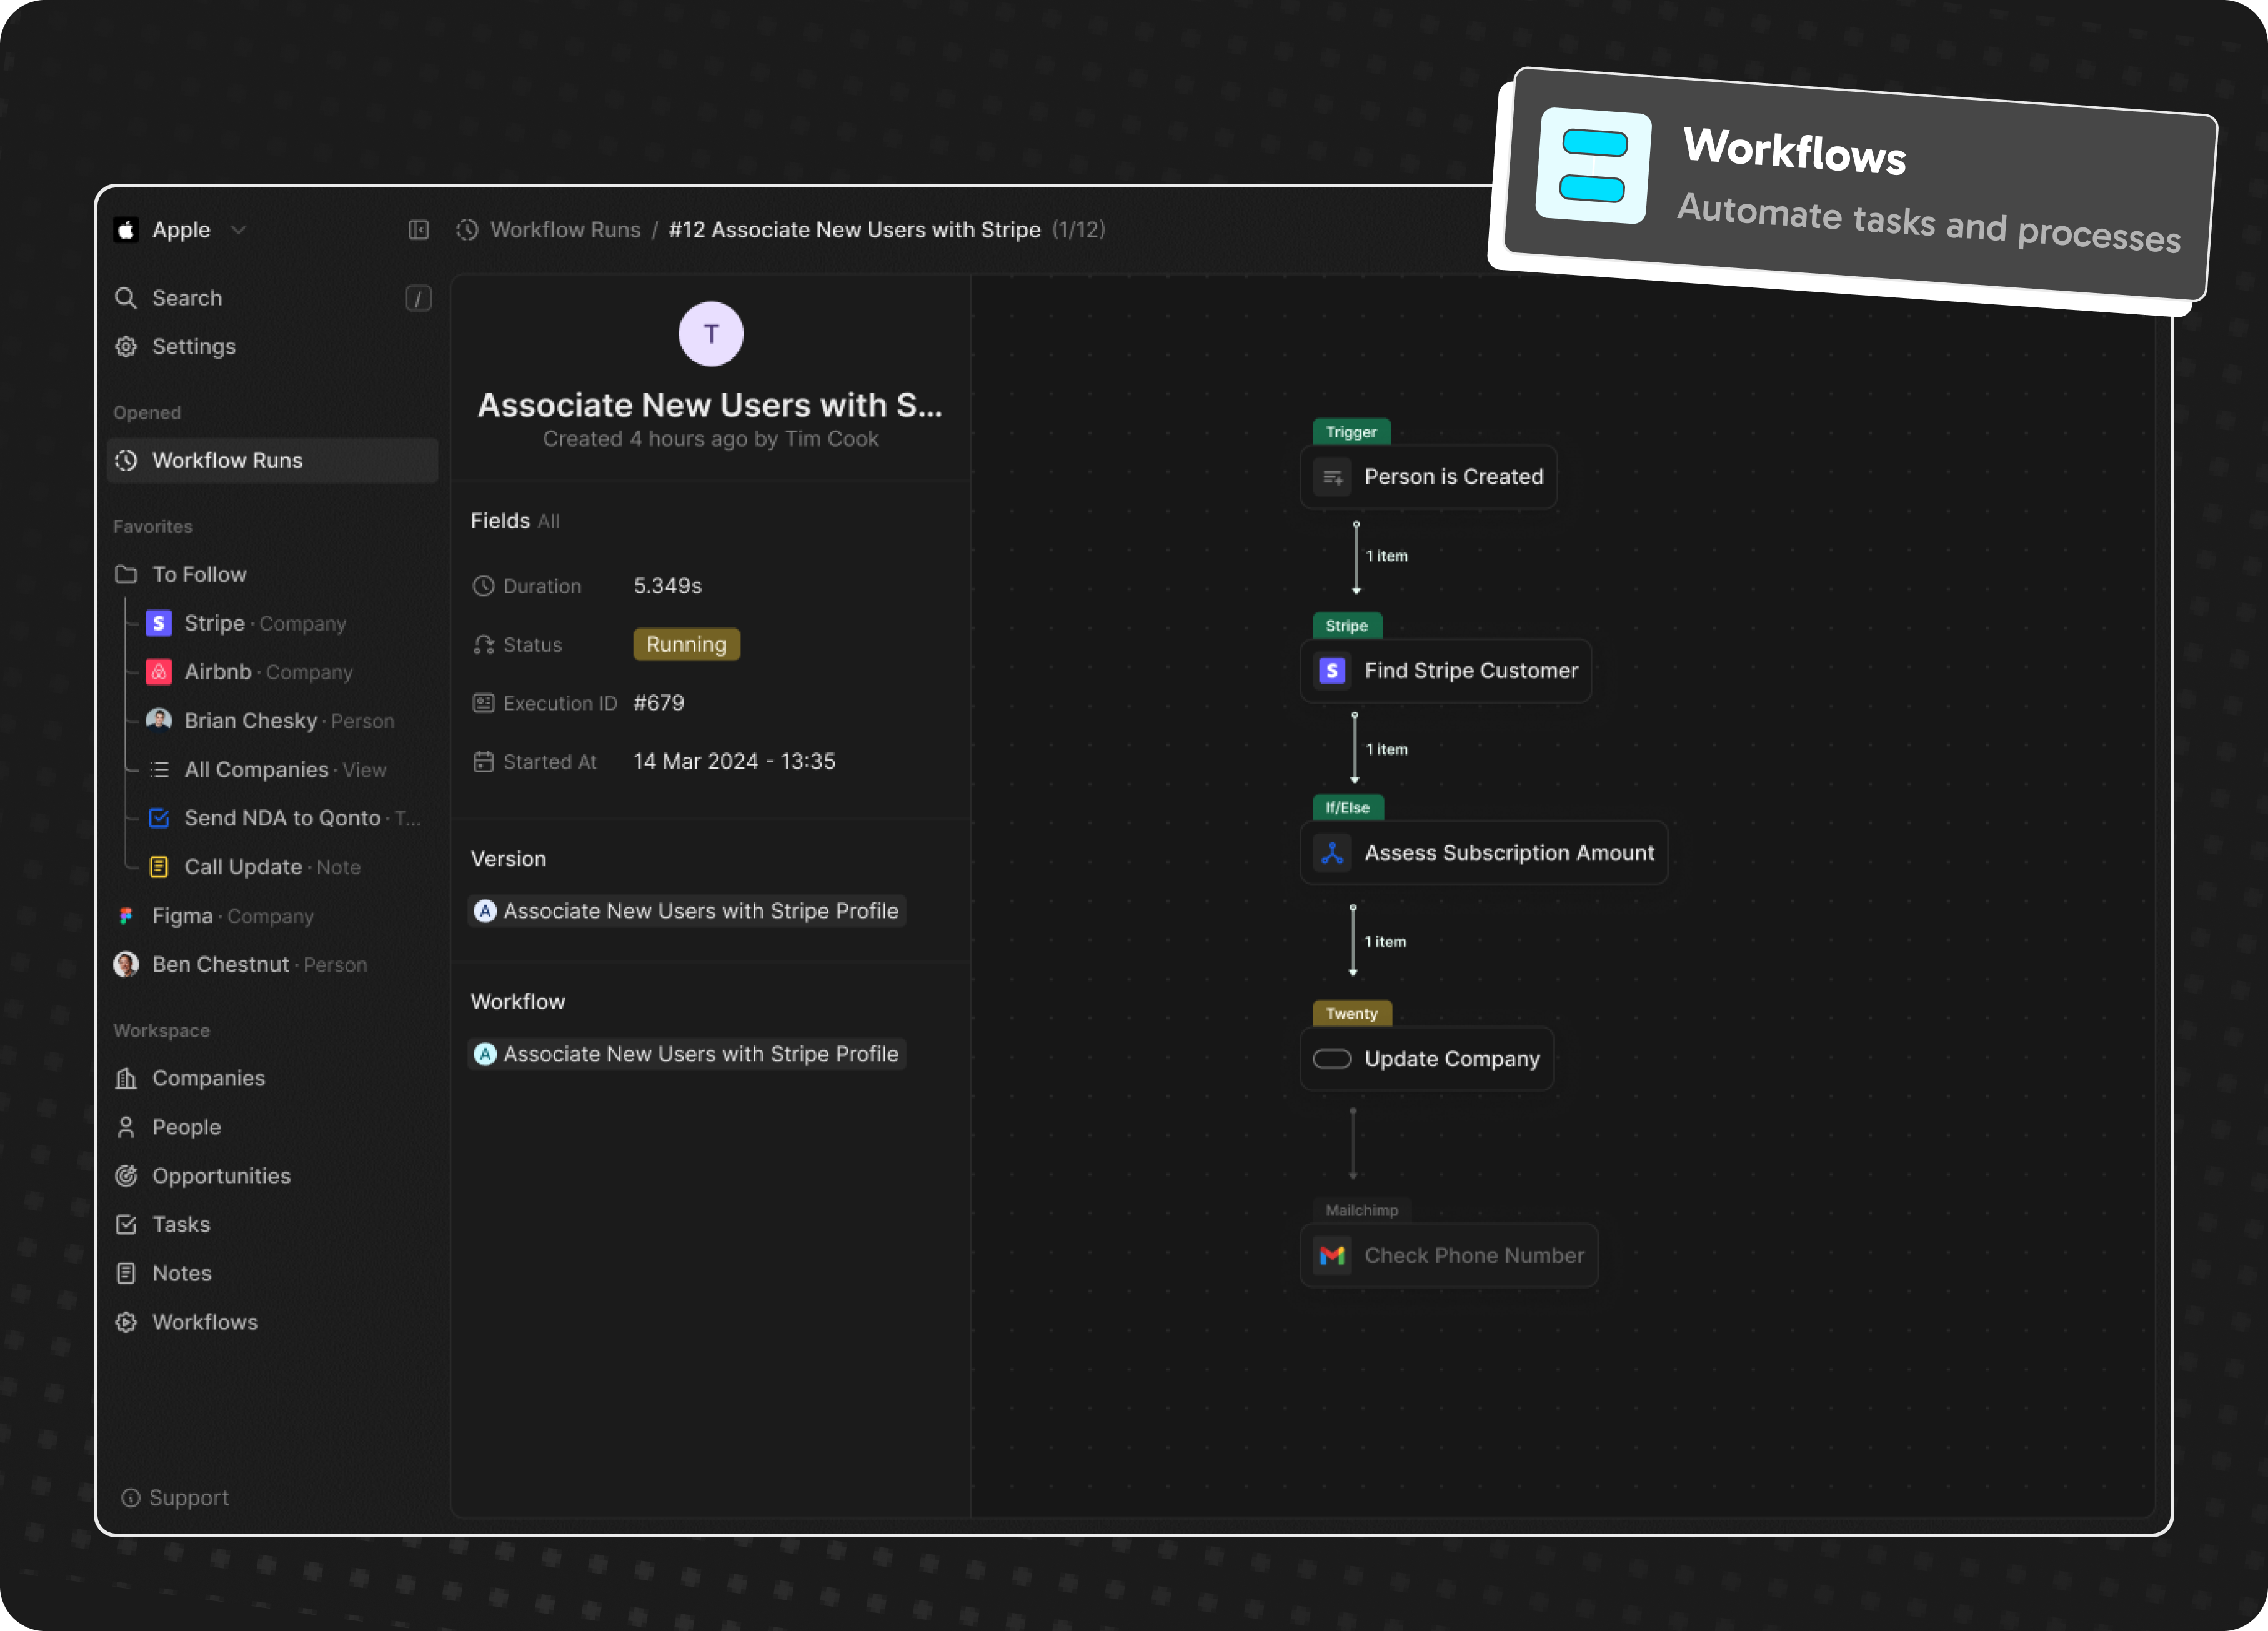 Workflows
Automate tasks and processes
Apple
Workflow Runs / #12 Associate New Users with Stripe (1/12)
Search /
Settings
Opened
Workflow Runs
Favorites
To Follow
S Stripe · Company
Airbnb · Company
Brian Chesky · Person
All Companies · View
Send NDA to Qonto · T...
Call Update · Note
Figma · Company
Ben Chestnut · Person
Workspace
Companies
People
Opportunities
Tasks
Notes
Workflows
Support
T
Associate New Users with S...
Created 4 hours ago by Tim Cook
Fields All
Duration 5.349s
Status Running
Execution ID #679
Started At 14 Mar 2024 - 13:35
Version
A Associate New Users with Stripe Profile
Workflow
A Associate New Users with Stripe Profile
Trigger
Person is Created
1 item
Stripe
S Find Stripe Customer
1 item
If/Else
Assess Subscription Amount
1 item
Twenty
Update Company
Mailchimp
Check Phone Number